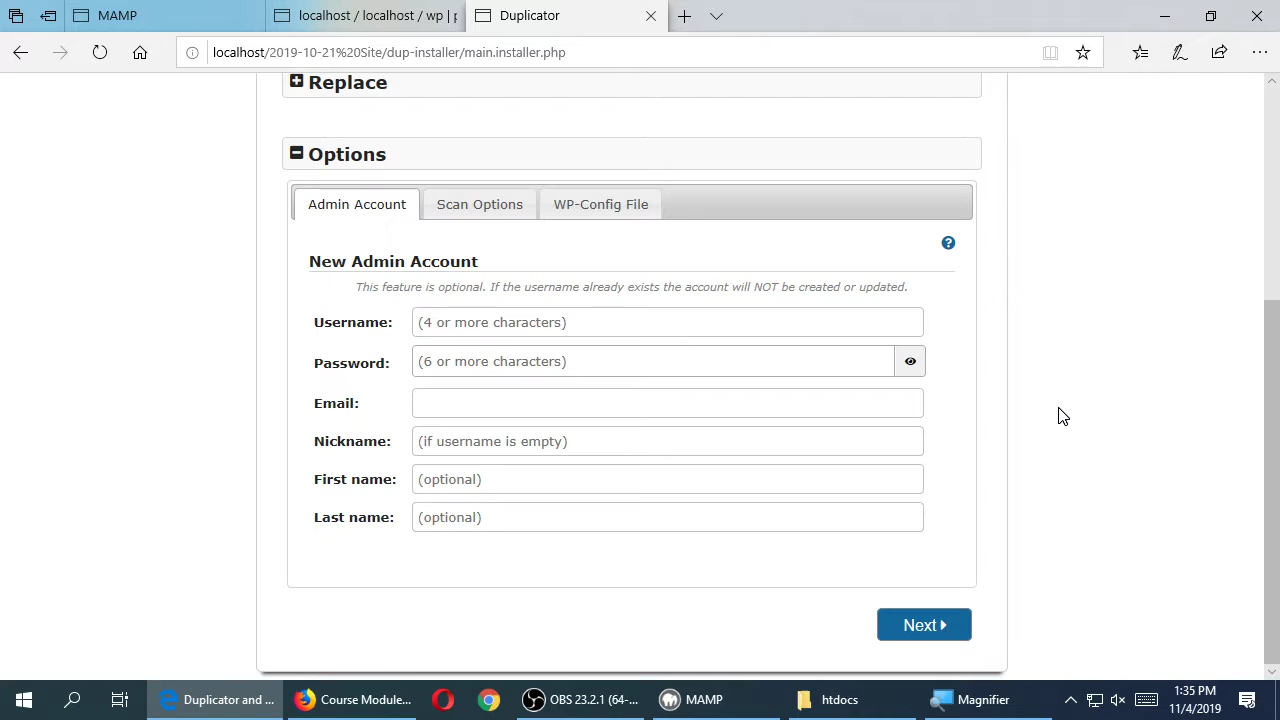 MAMP
localhost / localhost / wp | p
Duplicator
localhost/2019-10-21%20Site/dup-installer/main.installer.php
Replace
Options
Admin Account
Scan Options
WP-Config File
New Admin Account
This feature is optional. If the username already exists the account will NOT be created or updated.
Username: (4 or more characters)
Password: (6 or more characters)
Email:
Nickname: (if username is empty)
First name: (optional)
Last name: (optional)
Next
Duplicator and ...
Course Module...
OBS 23.2.1 (64-...
MAMP
htdocs
Magnifier
1:35 PM
11/4/2019